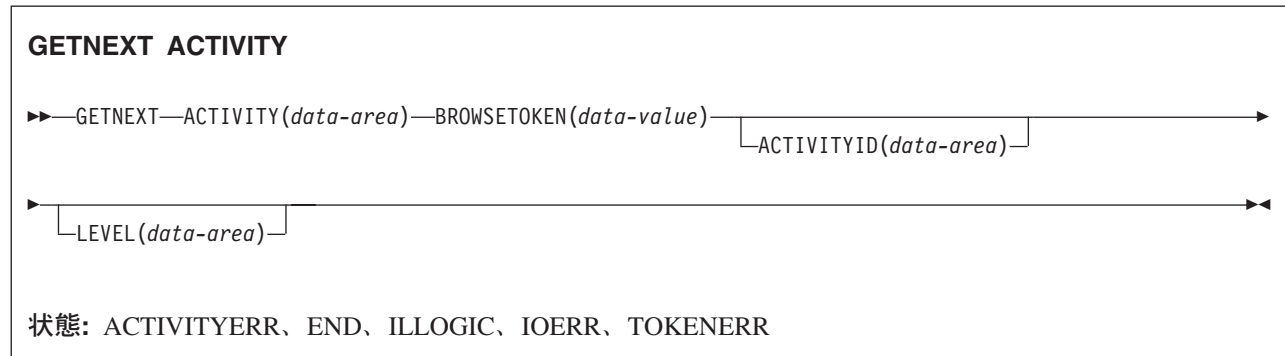 GETNEXT ACTIVITY
GETNEXT ACTIVITY(data-area) BROWSETOKEN(data-value)
ACTIVITYID(data-area)
LEVEL(data-area)
状態: ACTIVITYERR、END、ILLOGIC、IOERR、TOKENERR